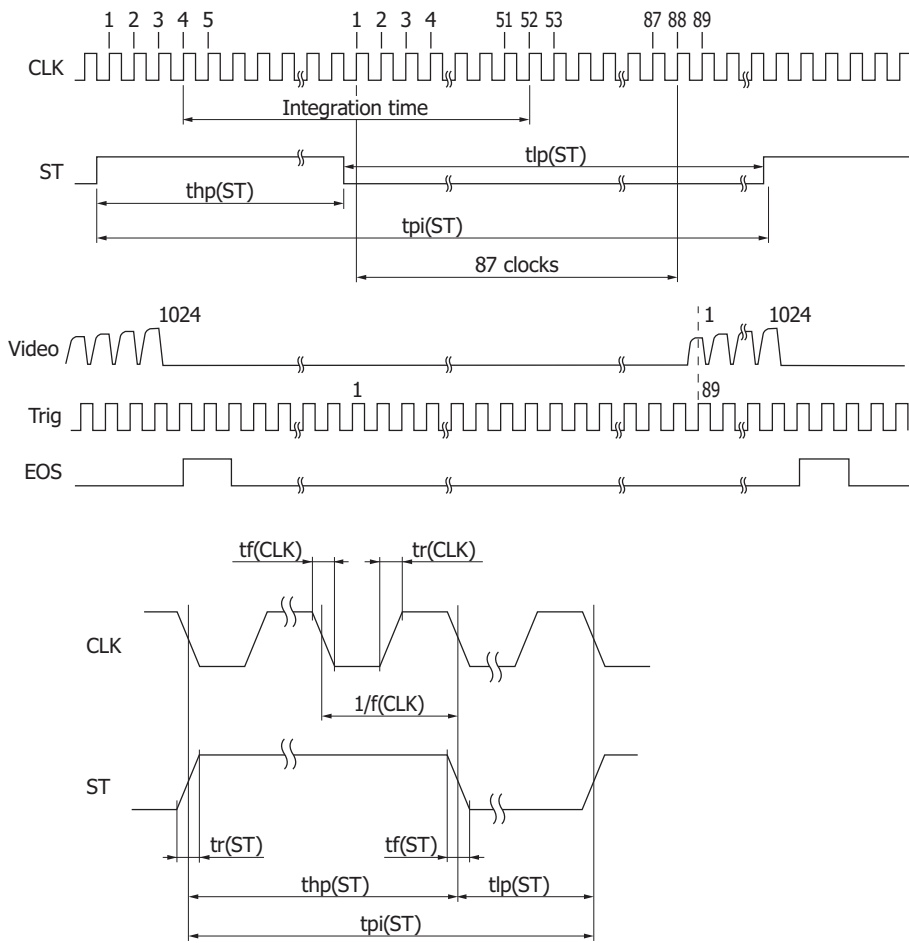 1 2 3 4 5 1 2 3 4 51 52 53 87 88 89
CLK
Integration time
ST
tlp(ST)
thp(ST)
tpi(ST)
87 clocks
1024 1 1024
Video
1 89
Trig
EOS
tf(CLK) tr(CLK)
CLK
1/f(CLK)
ST
tr(ST) tf(ST)
thp(ST) tlp(ST)
tpi(ST)